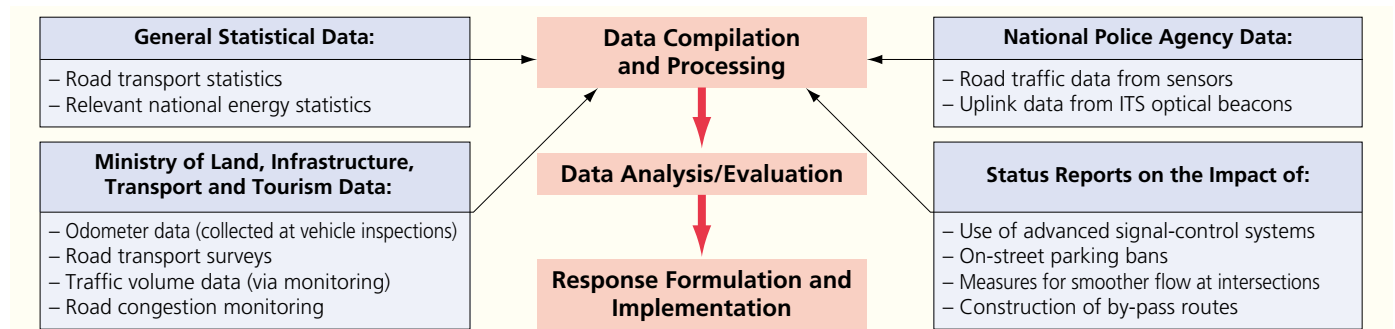 General Statistical Data:
– Road transport statistics
– Relevant national energy statistics
Ministry of Land, Infrastructure,
Transport and Tourism Data:
– Odometer data (collected at vehicle inspections)
– Road transport surveys
– Traffic volume data (via monitoring)
– Road congestion monitoring
Data Compilation
and Processing
Data Analysis/Evaluation
Response Formulation and
Implementation
National Police Agency Data:
– Road traffic data from sensors
– Uplink data from ITS optical beacons
Status Reports on the Impact of:
– Use of advanced signal-control systems
– On-street parking bans
– Measures for smoother flow at intersections
– Construction of by-pass routes